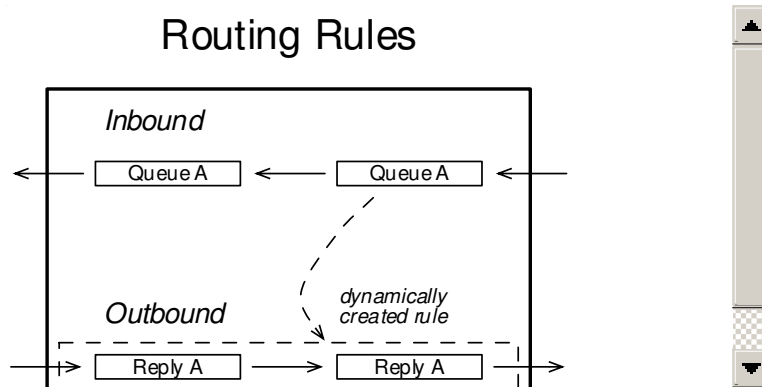 Routing Rules
Inbound
Queue A
Queue A
dynamically
created rule
Outbound
Reply A
Reply A